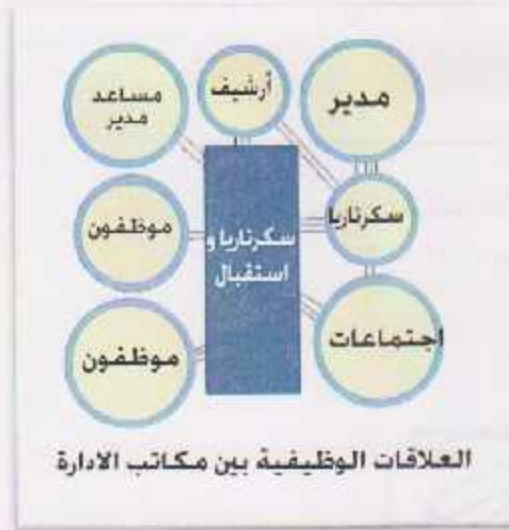 مدير
أرشيف
مساعد
مدير
سكرتاريا
موظفون
سكرتاريا و
استقبال
اجتماعات
موظفون
العلاقات الوظيفية بين مكاتب الادارة